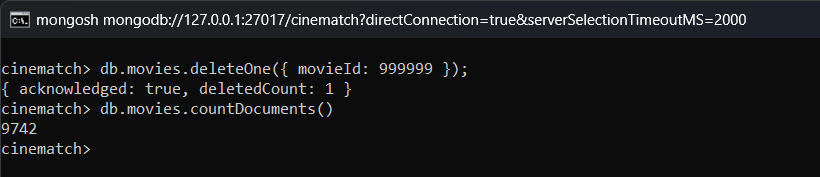 mongosh mongodb://127.0.0.1:27017/cinematch?directConnection=true&serverSelectionTimeoutMS=2000
cinematch> db.movies.deleteOne({ movieId: 999999 });
{ acknowledged: true, deletedCount: 1 }
cinematch> db.movies.countDocuments()
9742
cinematch>